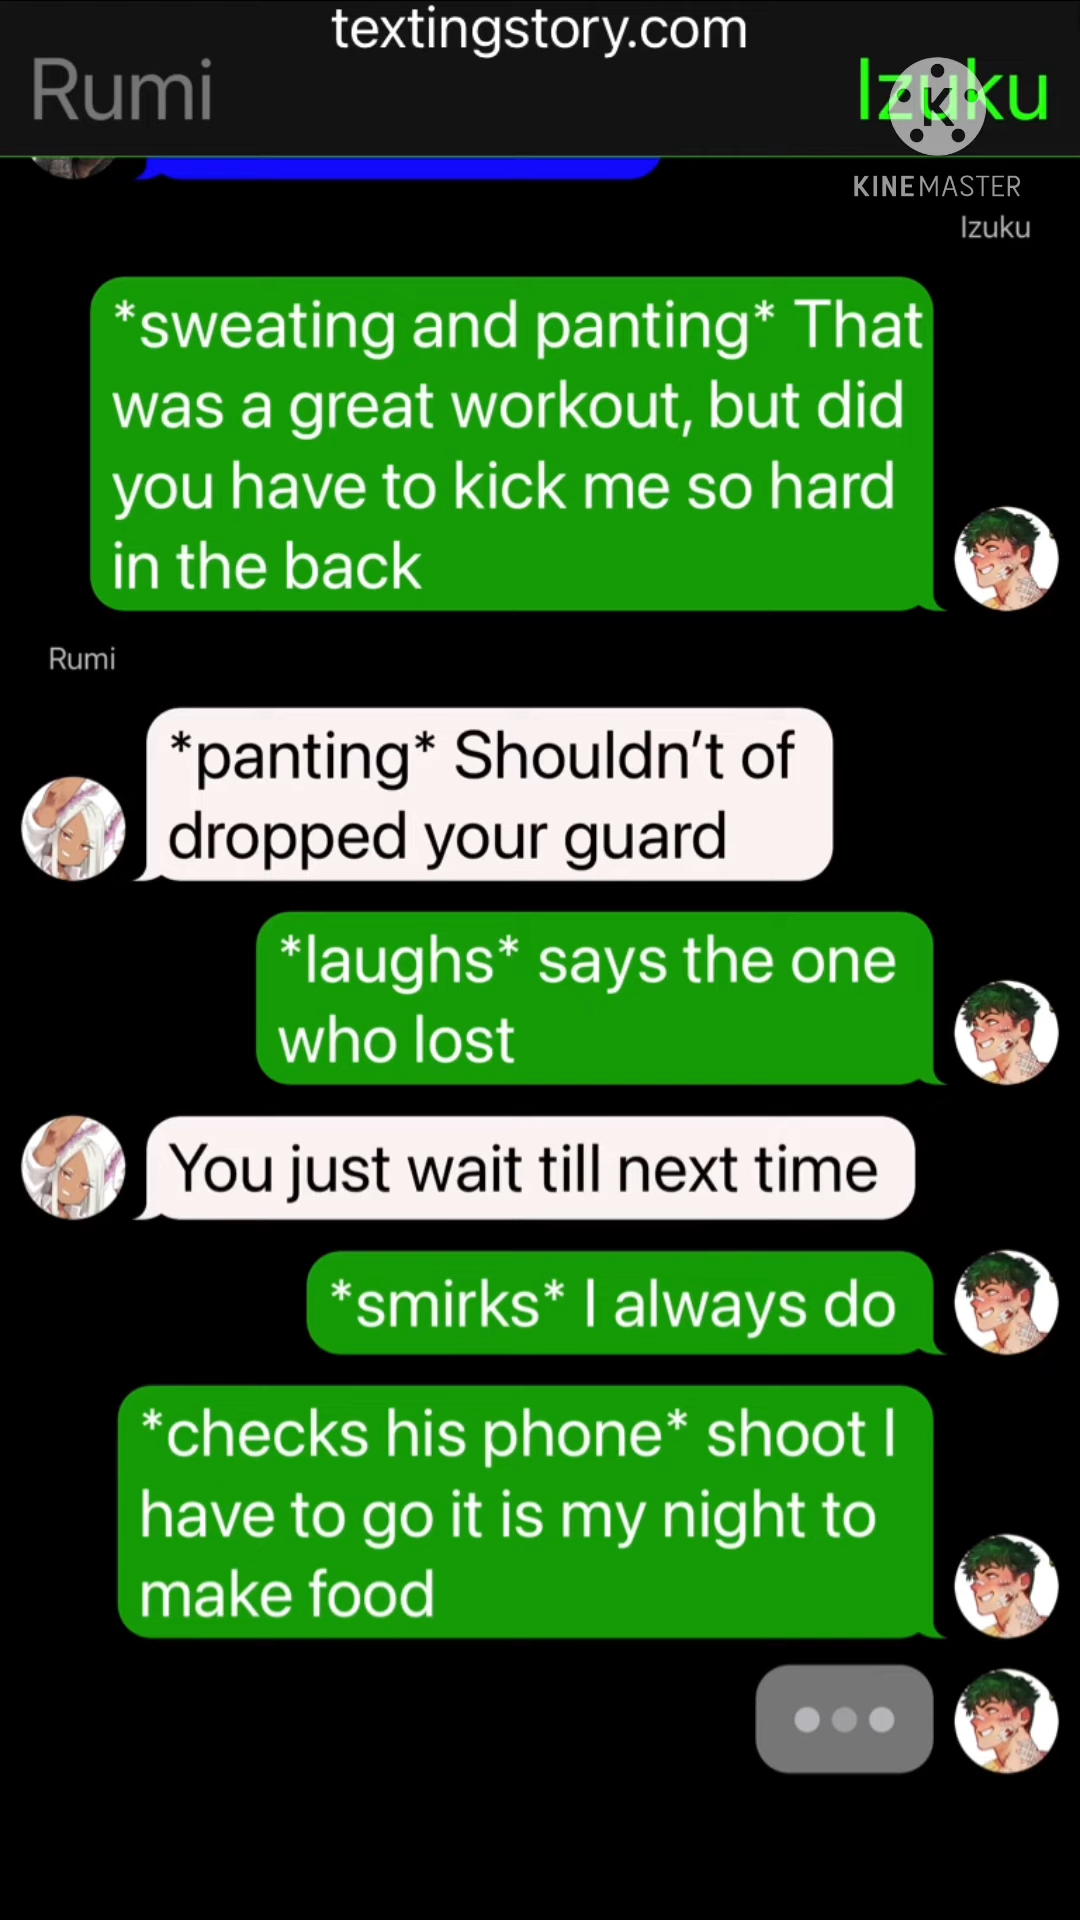 textingstory.com
Rumi
Izuku
K
KINEMASTER
Izuku
*sweating and panting* That
was a great workout, but did
you have to kick me so hard
in the back
Rumi
*panting* Shouldn’t of
dropped your guard
*laughs* says the one
who lost
You just wait till next time
*smirks* I always do
*checks his phone* shoot I
have to go it is my night to
make food